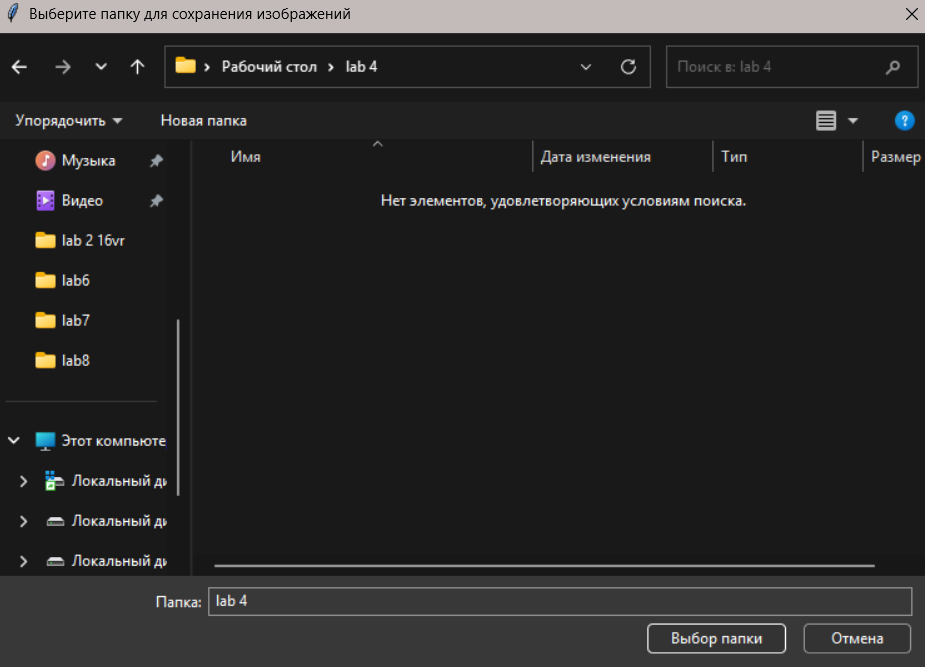 Выберите папку для сохранения изображений
Рабочий стол › lab 4
Поиск в: lab 4
Упорядочить
Новая папка
Имя
Дата изменения
Тип
Размер
Нет элементов, удовлетворяющих условиям поиска.
Музыка
Видео
lab 2 16vr
lab6
lab7
lab8
Этот компьюте
Локальный ди
Локальный ди
Локальный ди
Папка: lab 4
Выбор папки
Отмена